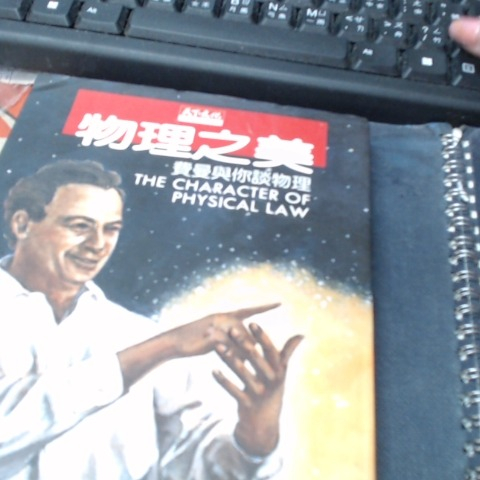 物理之美
費曼與你談物理
THE CHARACTER OF
PHYSICAL LAW